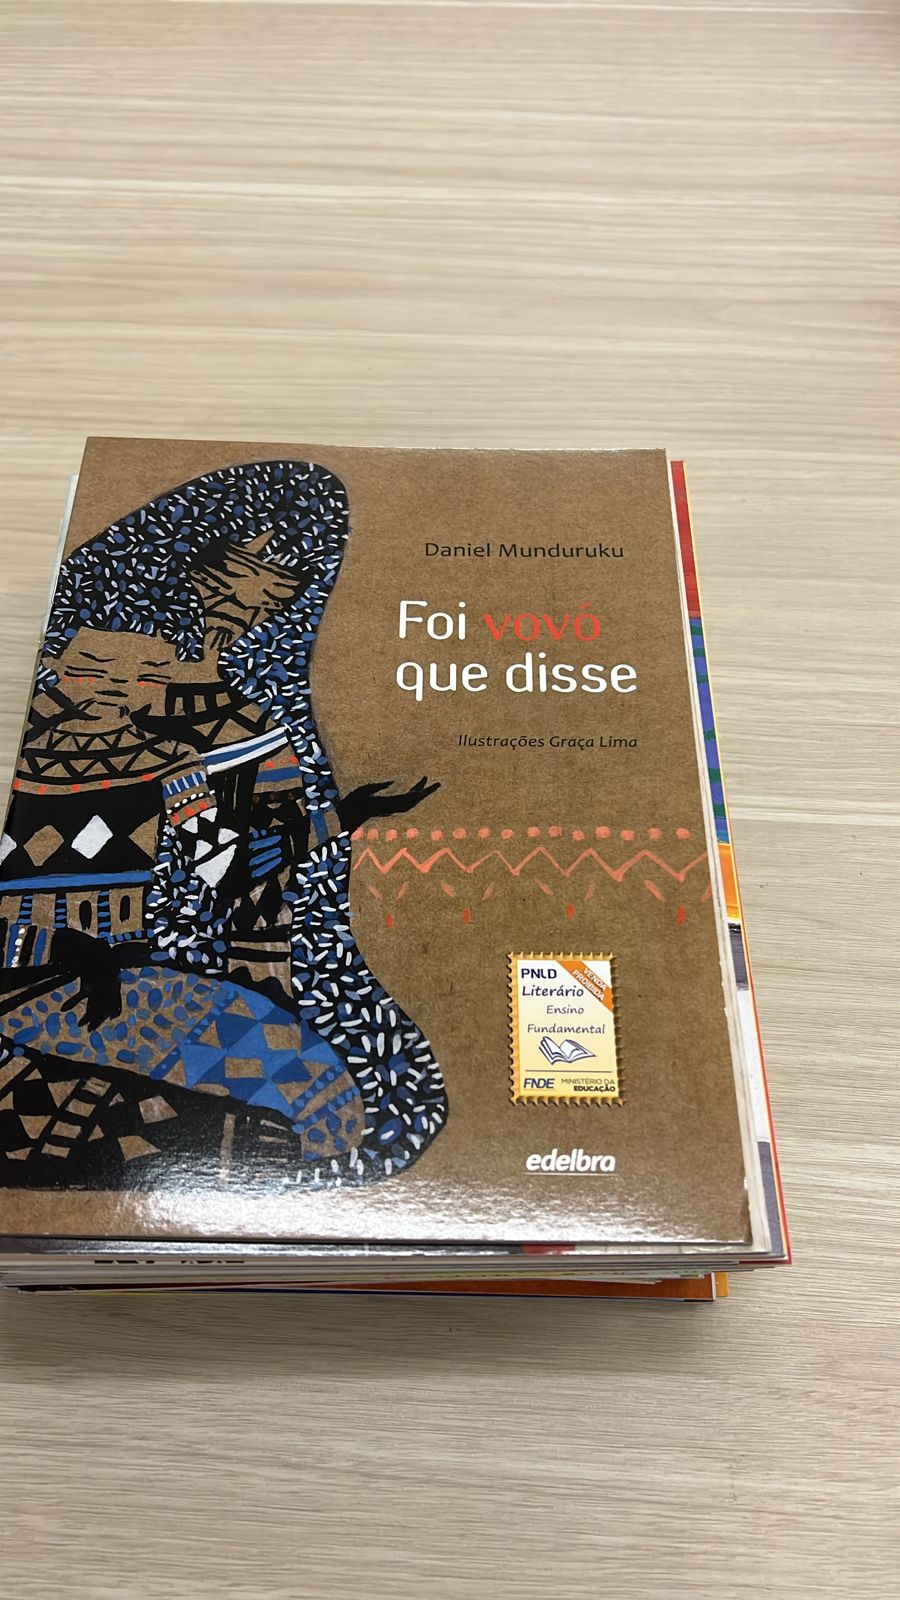 Daniel Munduruku
Foi vovó
que disse
Ilustrações Graça Lima
PNLD
Literário
VENDA
PROIBIDA
Ensino
Fundamental
FNDE
MINISTÉRIO DA
EDUCAÇÃO
edelbra